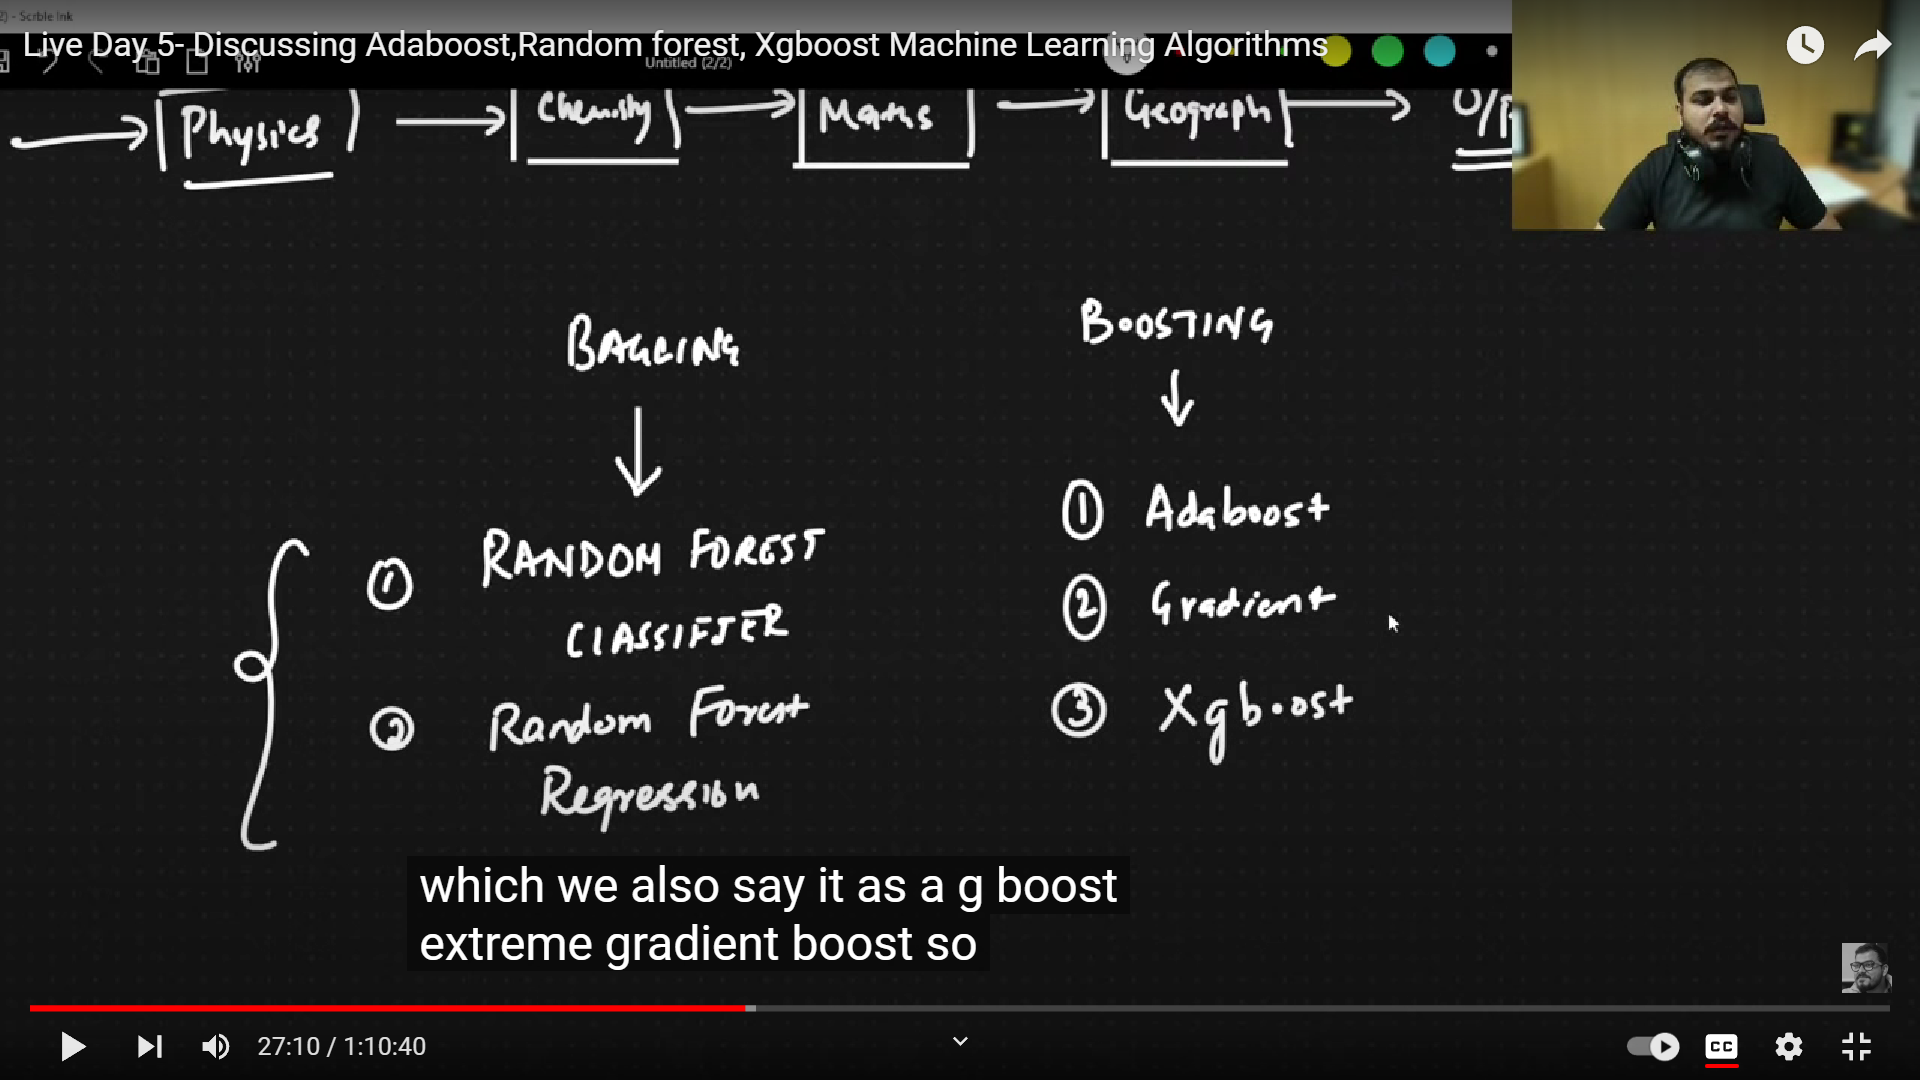 2) - Scrble Ink
Live Day 5- Discussing Adaboost,Random forest, Xgboost Machine Learning Algorithms
Untitled (2/2)
Physics
Chemisty
Maths
Geograph
O/p
BAGGING
BOOSTING
1 RANDOM FOREST
CLASSIFIER
2 Random Forest
Regression
1 Adaboost
2 Gradient
3 Xgboost
which we also say it as a g boost
extreme gradient boost so
27:10 / 1:10:40
CC